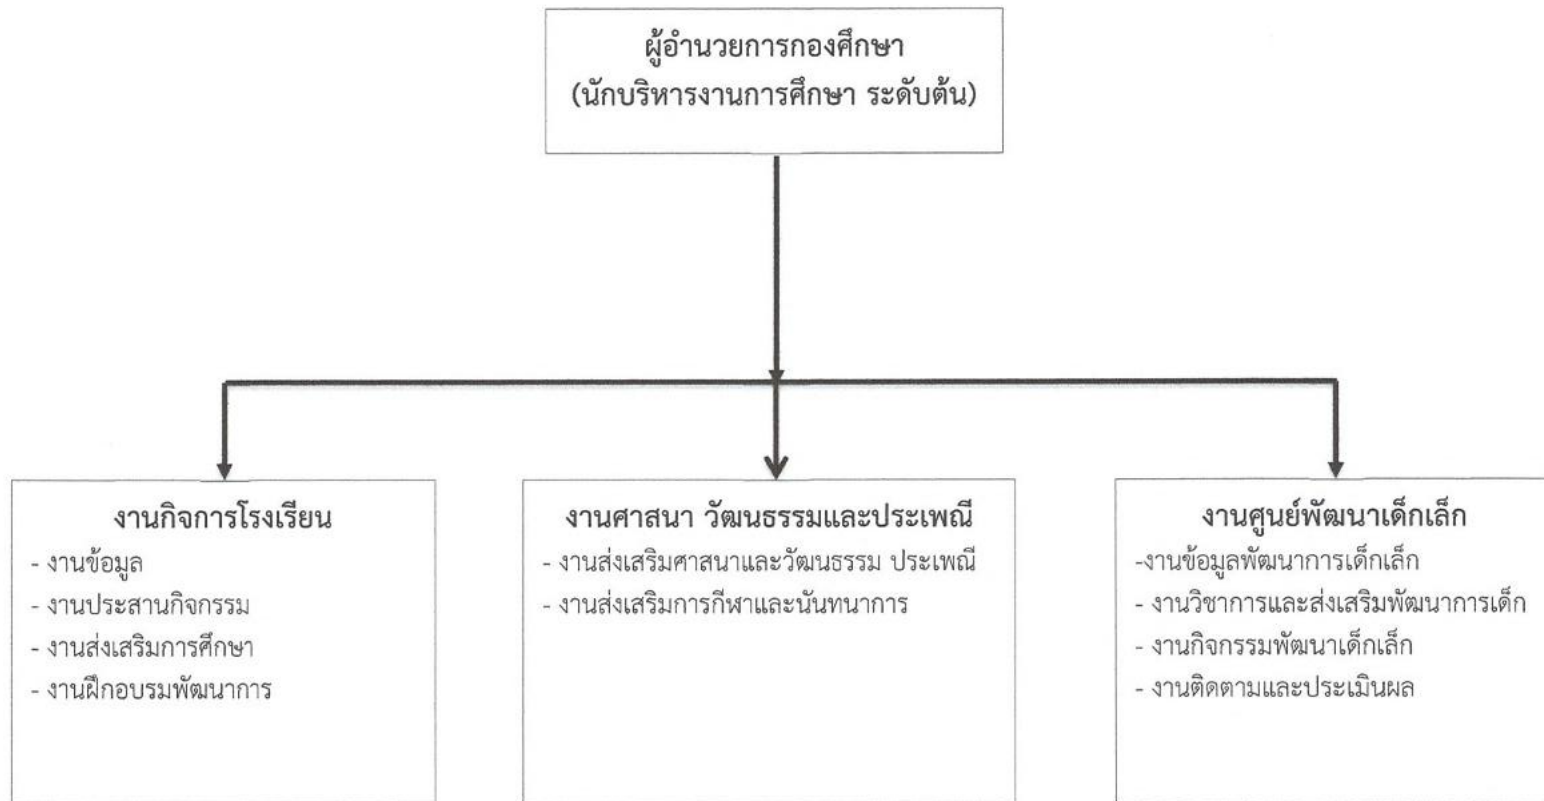 ผู้อำนวยการกองศึกษา
(นักบริหารงานการศึกษา ระดับต้น)
งานกิจการโรงเรียน
- งานข้อมูล
- งานประสานกิจกรรม
- งานส่งเสริมการศึกษา
- งานฝึกอบรมพัฒนาการ
งานศาสนา วัฒนธรรมและประเพณี
- งานส่งเสริมศาสนาและวัฒนธรรม ประเพณี
- งานส่งเสริมการกีฬาและนันทนาการ
งานศูนย์พัฒนาเด็กเล็ก
-งานข้อมูลพัฒนาการเด็กเล็ก
- งานวิชาการและส่งเสริมพัฒนาการเด็ก
- งานกิจกรรมพัฒนาเด็กเล็ก
- งานติดตามและประเมินผล